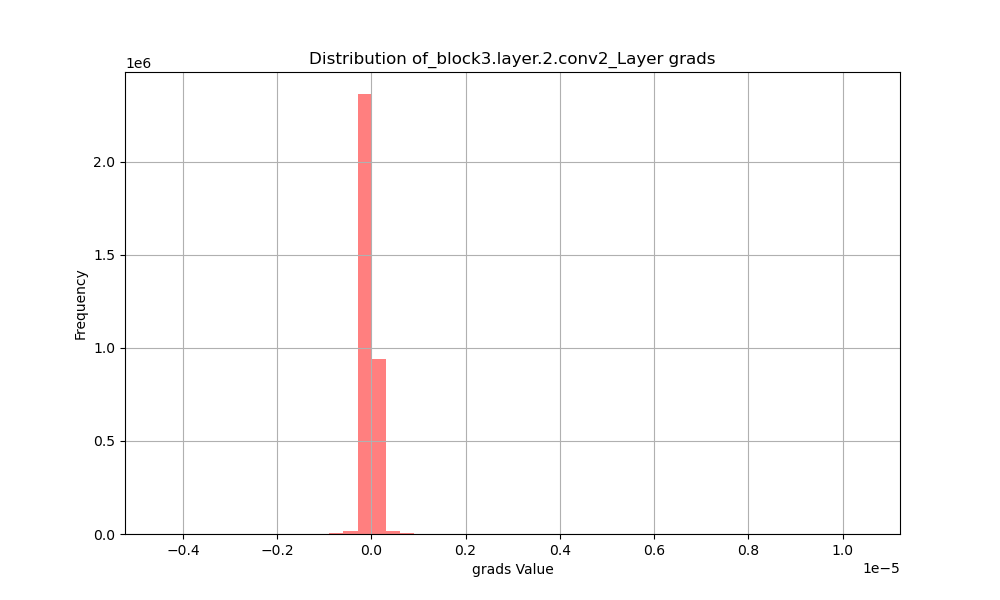 Distribution of_block3.layer.2.conv2_Layer grads
1e6
2.0
1.5
1.0
0.5
0.0
Frequency
−0.4 −0.2 0.0 0.2 0.4 0.6 0.8 1.0
1e−5
grads Value